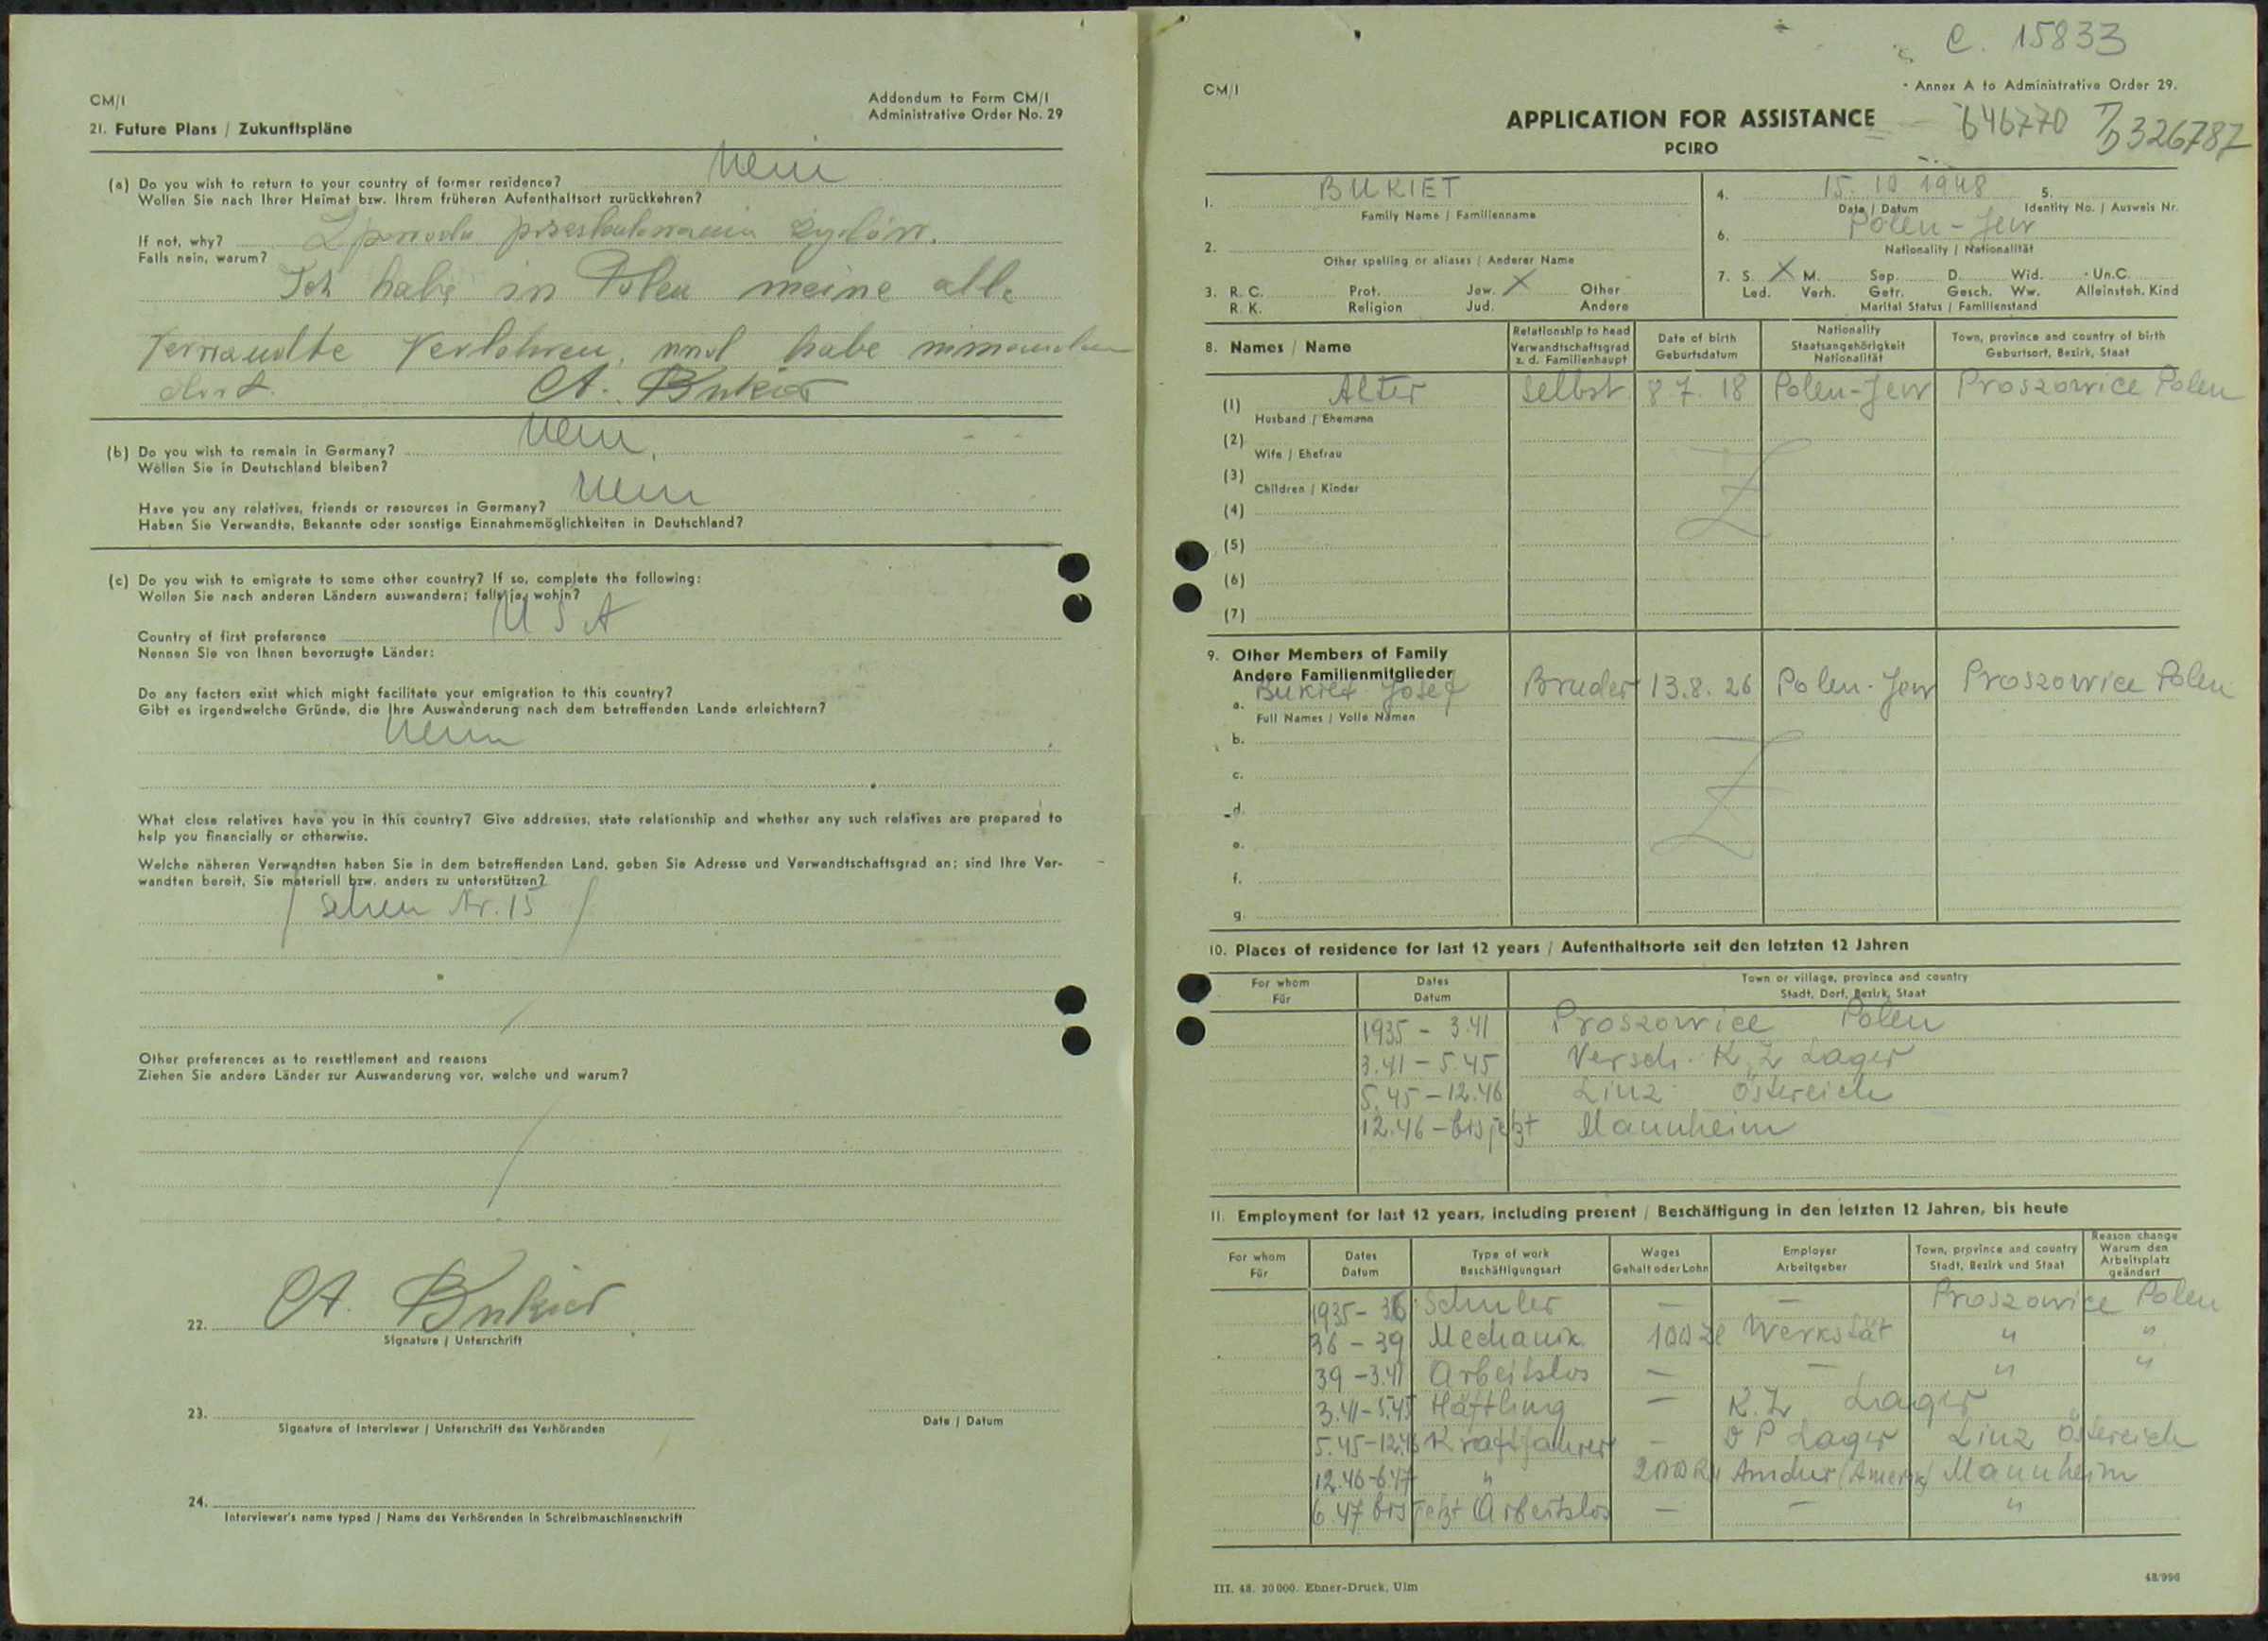 CM/1
Addendum to Form CM/1
Administrative Order No. 29
21. Future Plans / Zukunftspläne
(a) Do you wish to return to your country of former residence? Nein
Wollen Sie nach Ihrer Heimat bzw. Ihrem früheren Aufenthaltsort zurückkehren?
If not, why?
Falls nein, warum?
Ich habe in Polen meine alle
Verwandte Verlohren, und habe
dort. A. Bukiet
(b) Do you wish to remain in Germany? Nein,
Wollen Sie in Deutschland bleiben?
Have you any relatives, friends or resources in Germany? Nein
Haben Sie Verwandte, Bekannte oder sonstige Einnahmemöglichkeiten in Deutschland?
(c) Do you wish to emigrate to some other country? If so, complete the following:
Wollen Sie nach anderen Ländern auswandern; falls ja, wohin?
Country of first preference USA
Nennen Sie von Ihnen bevorzugte Länder:
Do any factors exist which might facilitate your emigration to this country?
Gibt es irgendwelche Gründe, die Ihre Auswanderung nach dem betreffenden Lande erleichtern?
Nein
What close relatives have you in this country? Give addresses, state relationship and whether any such relatives are prepared to
help you financially or otherwise.
Welche näheren Verwandten haben Sie in dem betreffenden Land, geben Sie Adresse und Verwandtschaftsgrad an; sind Ihre Ver-
wandten bereit, Sie materiell bzw. anders zu unterstützen?
/ sehen Nr. 15 /
Other preferences as to resettlement and reasons
Ziehen Sie andere Länder zur Auswanderung vor, welche und warum?
22. A. Bukiet
Signature / Unterschrift
23.
Signature of Interviewer / Unterschrift des Verhörenden
Date / Datum
24.
Interviewer's name typed / Name des Verhörenden in Schreibmaschinenschrift
C. 15833
CM/1
Annex A to Administrative Order 29.
APPLICATION FOR ASSISTANCE 646770 D 326787
PCIRO
1. BUKIET
Family Name / Familienname
4. 15. 10 1948 5.
Date / Datum Identity No. / Ausweis Nr.
2.
Other spelling or aliases / Anderer Name
6. Polen - Jew
Nationality / Nationalität
3. R. C. Prot. Jew. X Other
R. K. Religion Jud. Andere
7. S. X M. Sep. D. Wid. Un.C.
Led. Verh. Getr. Gesch. Ww. Alleinsteh. Kind
Marital Status / Familienstand
8. Names / Name
Relationship to head
Verwandtschaftsgrad
z. d. Familienhaupt
Date of birth
Geburtsdatum
Nationality
Staatsangehörigkeit
Nationalität
Town, province and country of birth
Geburtsort, Bezirk, Staat
(1) Alter Selbst 8 7. 18 Polen-Jew Proszowice Polen
Husband / Ehemann
(2)
Wife / Ehefrau
(3)
Children / Kinder
(4)
(5)
(6)
(7)
9. Other Members of Family
Andere Familienmitglieder
a. Bukiet Josef Bruder 13.8.26 Polen-Jew Proszowice Polen
Full Names / Volle Namen
b.
c.
d.
e.
f.
g.
10. Places of residence for last 12 years / Aufenthaltsorte seit den letzten 12 Jahren
For whom
Für
Dates
Datum
Town or village, province and country
Stadt, Dorf, Bezirk, Staat
1935 - 3.41 Proszowice Polen
3.41 - 5.45 Versch. K. Z Lager
5.45 - 12.46 Linz Östereich
12.46 - bis jetzt Mannheim
11. Employment for last 12 years, including present / Beschäftigung in den letzten 12 Jahren, bis heute
For whom
Für
Dates
Datum
Type of work
Beschäftigungsart
Wages
Gehalt oder Lohn
Employer
Arbeitgeber
Town, province and country
Stadt, Bezirk und Staat
Reason change
Warum den
Arbeitsplatz
geändert
1935 - 36 Schuler — — Proszowice Polen
36 - 39 Mechanik 100 Zl Werkstät " "
39 - 3.41 Arbeitslos — — " "
3.41 - 5.45 Häftling — K.Z Lager
5.45-12.46 Kraftfahrer - DP Lager Linz Östereich
12.46-6.47 " 200 RM Mannheim
6.47 bis jetzt Arbeitslos — — "
III. 48. 20000. Ebner-Druck, Ulm
48/996